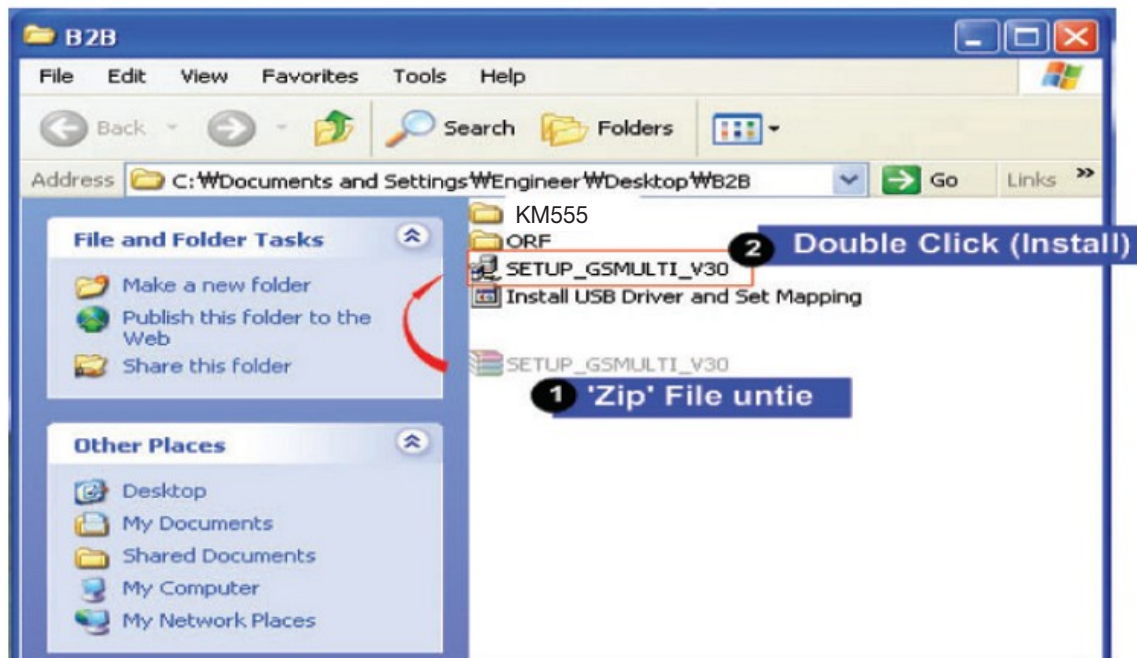 B2B
File Edit View Favorites Tools Help
Back Search Folders
Address C:₩Documents and Settings₩Engineer₩Desktop₩B2B Go Links »
File and Folder Tasks
Make a new folder
Publish this folder to the
Web
Share this folder
Other Places
Desktop
My Documents
Shared Documents
My Computer
My Network Places
KM555
ORF
SETUP_GSMULTI_V30
2 Double Click (Install)
Install USB Driver and Set Mapping
SETUP_GSMULTI_V30
1 'Zip' File untie